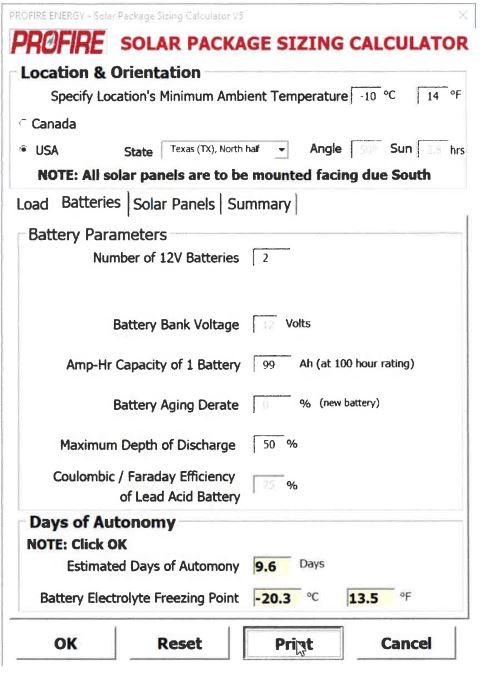 PROFIRE ENERGY - Solar Package Sizing Calculator V5
PROFIRE SOLAR PACKAGE SIZING CALCULATOR
Location & Orientation
Specify Location's Minimum Ambient Temperature -10 °C 14 °F
Canada
USA State Texas (TX), North half Angle 50° Sun hrs
NOTE: All solar panels are to be mounted facing due South
Load Batteries Solar Panels Summary
Battery Parameters
Number of 12V Batteries 2
Battery Bank Voltage 12 Volts
Amp-Hr Capacity of 1 Battery 99 Ah (at 100 hour rating)
Battery Aging Derate % (new battery)
Maximum Depth of Discharge 50 %
Coulombic / Faraday Efficiency
of Lead Acid Battery 75 %
Days of Autonomy
NOTE: Click OK
Estimated Days of Automony 9.6 Days
Battery Electrolyte Freezing Point -20.3 °C 13.5 °F
OK Reset Print Cancel